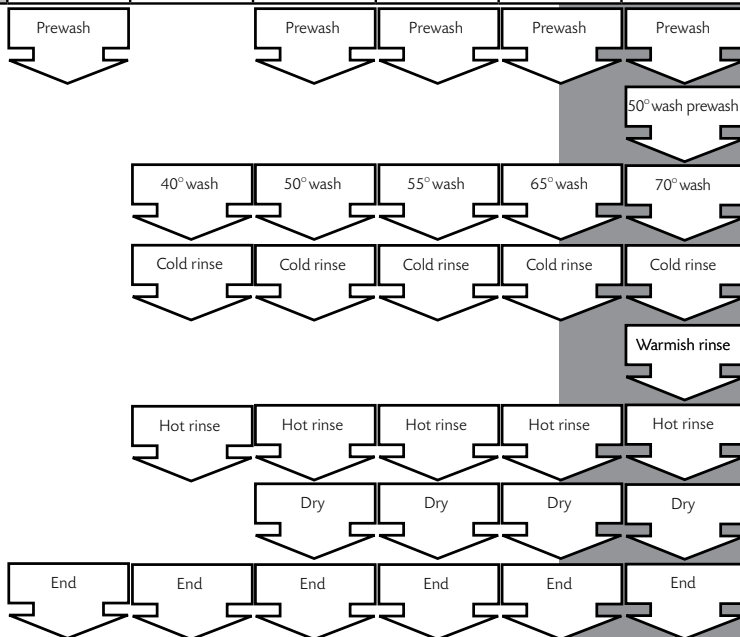 Prewash Prewash Prewash Prewash Prewash
50° wash prewash
40° wash 50° wash 55° wash 65° wash 70° wash
Cold rinse Cold rinse Cold rinse Cold rinse Cold rinse
Warmish rinse
Hot rinse Hot rinse Hot rinse Hot rinse Hot rinse
Dry Dry Dry Dry
End End End End End End